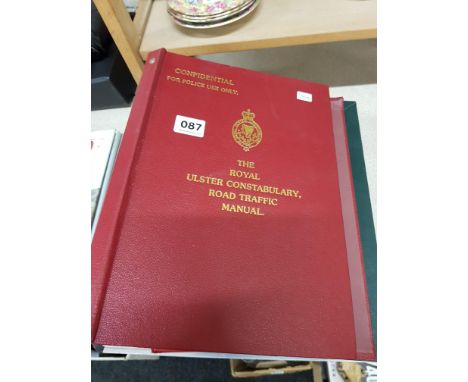 CONFIDENTIAL
FOR POLICE USE ONLY.
087
THE
ROYAL
ULSTER CONSTABULARY,
ROAD TRAFFIC
MANUAL.